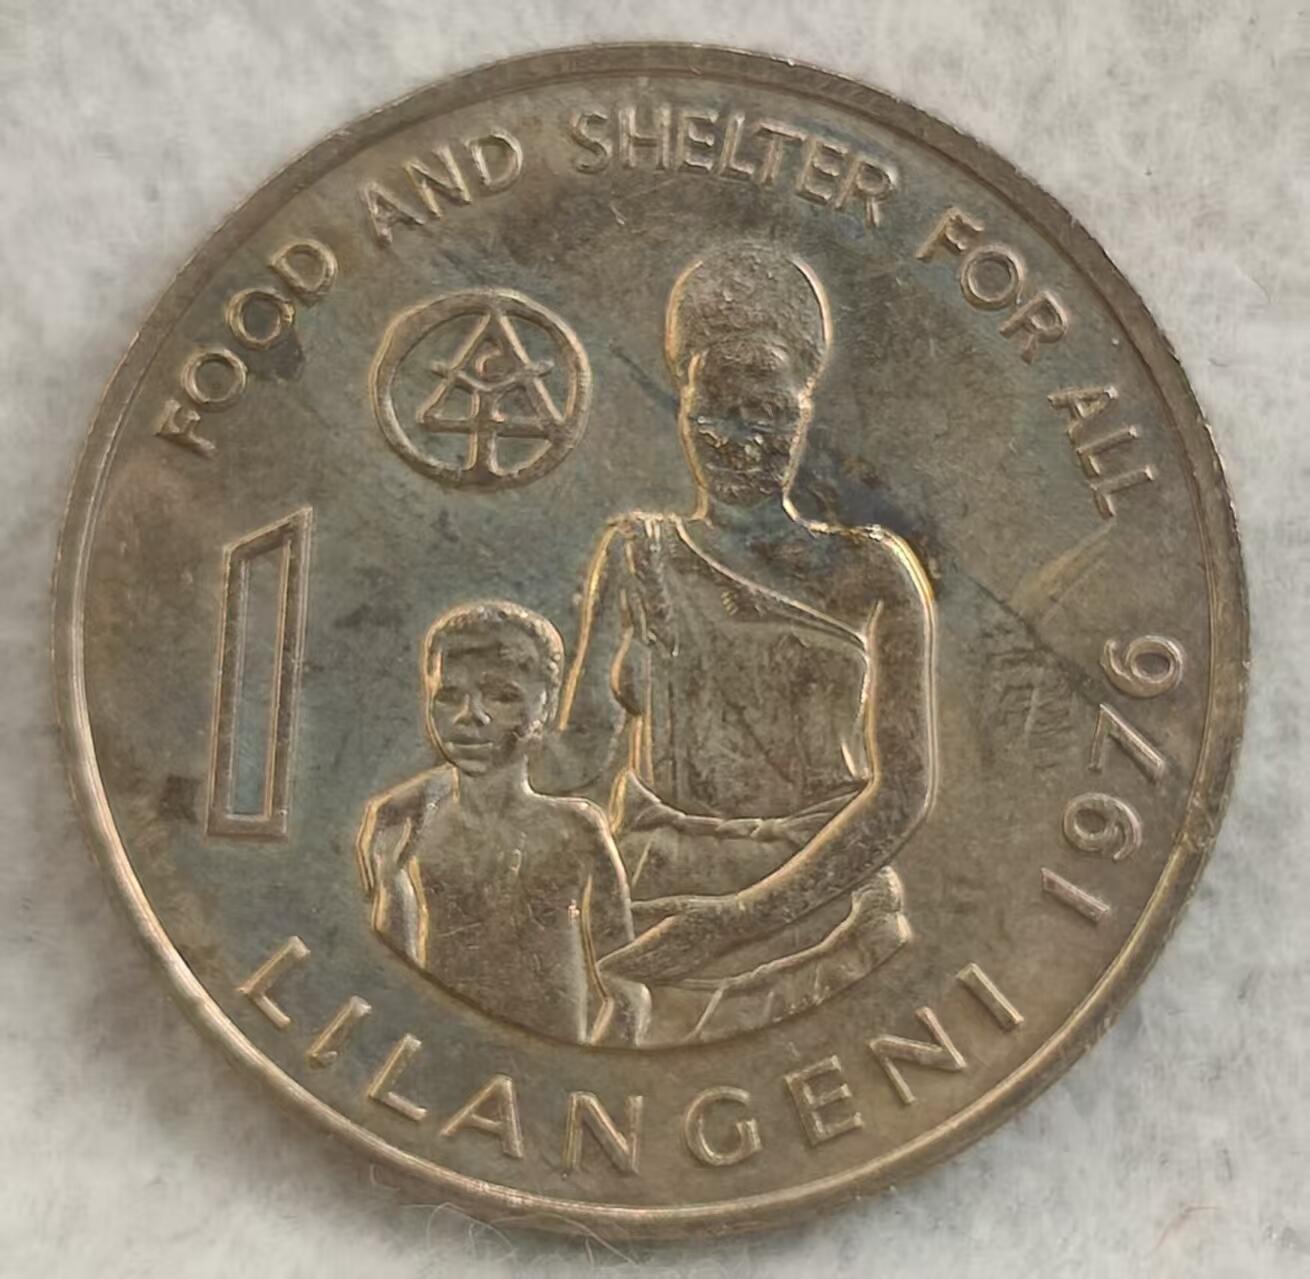 FOOD AND SHELTER FOR ALL
1976
1
LILANGENI